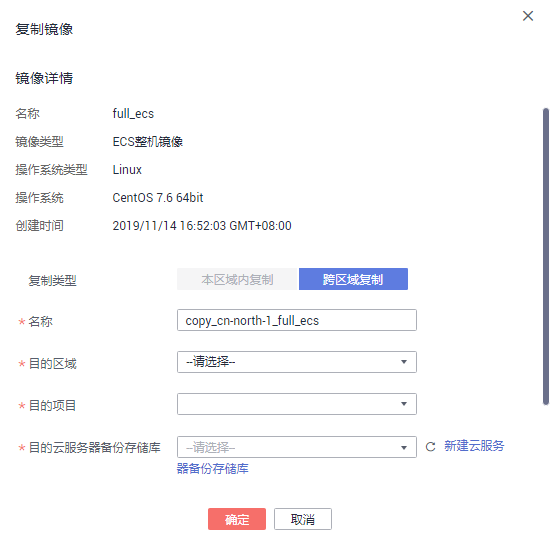 复制镜像
镜像详情
名称 full_ecs
镜像类型 ECS整机镜像
操作系统类型 Linux
操作系统 CentOS 7.6 64bit
创建时间 2019/11/14 16:52:03 GMT+08:00
复制类型 本区域内复制 跨区域复制
* 名称 copy_cn-north-1_full_ecs
* 目的区域 --请选择--
* 目的项目
* 目的云服务器备份存储库 --请选择-- 新建云服务
器备份存储库
确定 取消